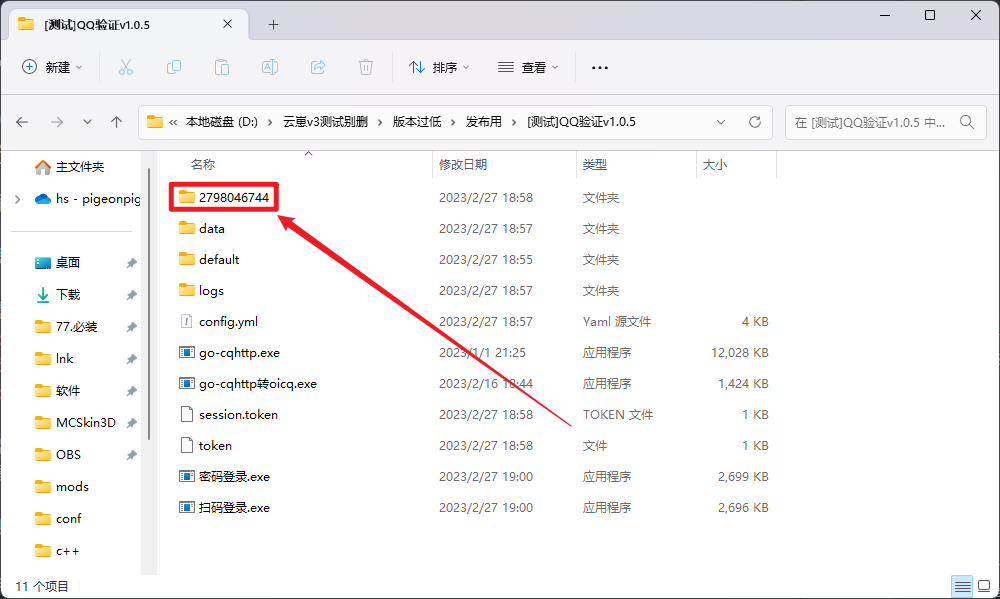 [测试]QQ验证v1.0.5
新建
排序
查看
« 本地磁盘 (D:) › 云崽v3测试别删 › 版本过低 › 发布用 › [测试]QQ验证v1.0.5
在 [测试]QQ验证v1.0.5 中...
主文件夹
hs - pigeonpig
桌面
下载
77.必装
lnk
软件
MCSkin3D
OBS
mods
conf
c++
名称 修改日期 类型 大小
2798046744 2023/2/27 18:58 文件夹
data 2023/2/27 18:57 文件夹
default 2023/2/27 18:55 文件夹
logs 2023/2/27 18:57 文件夹
config.yml 2023/2/27 18:57 Yaml 源文件 4 KB
go-cqhttp.exe 2023/1/1 21:25 应用程序 12,028 KB
go-cqhttp转oicq.exe 2023/2/16 18:44 应用程序 1,424 KB
session.token 2023/2/27 18:58 TOKEN 文件 1 KB
token 2023/2/27 18:58 文件 1 KB
密码登录.exe 2023/2/27 19:00 应用程序 2,699 KB
扫码登录.exe 2023/2/27 19:00 应用程序 2,696 KB
11 个项目